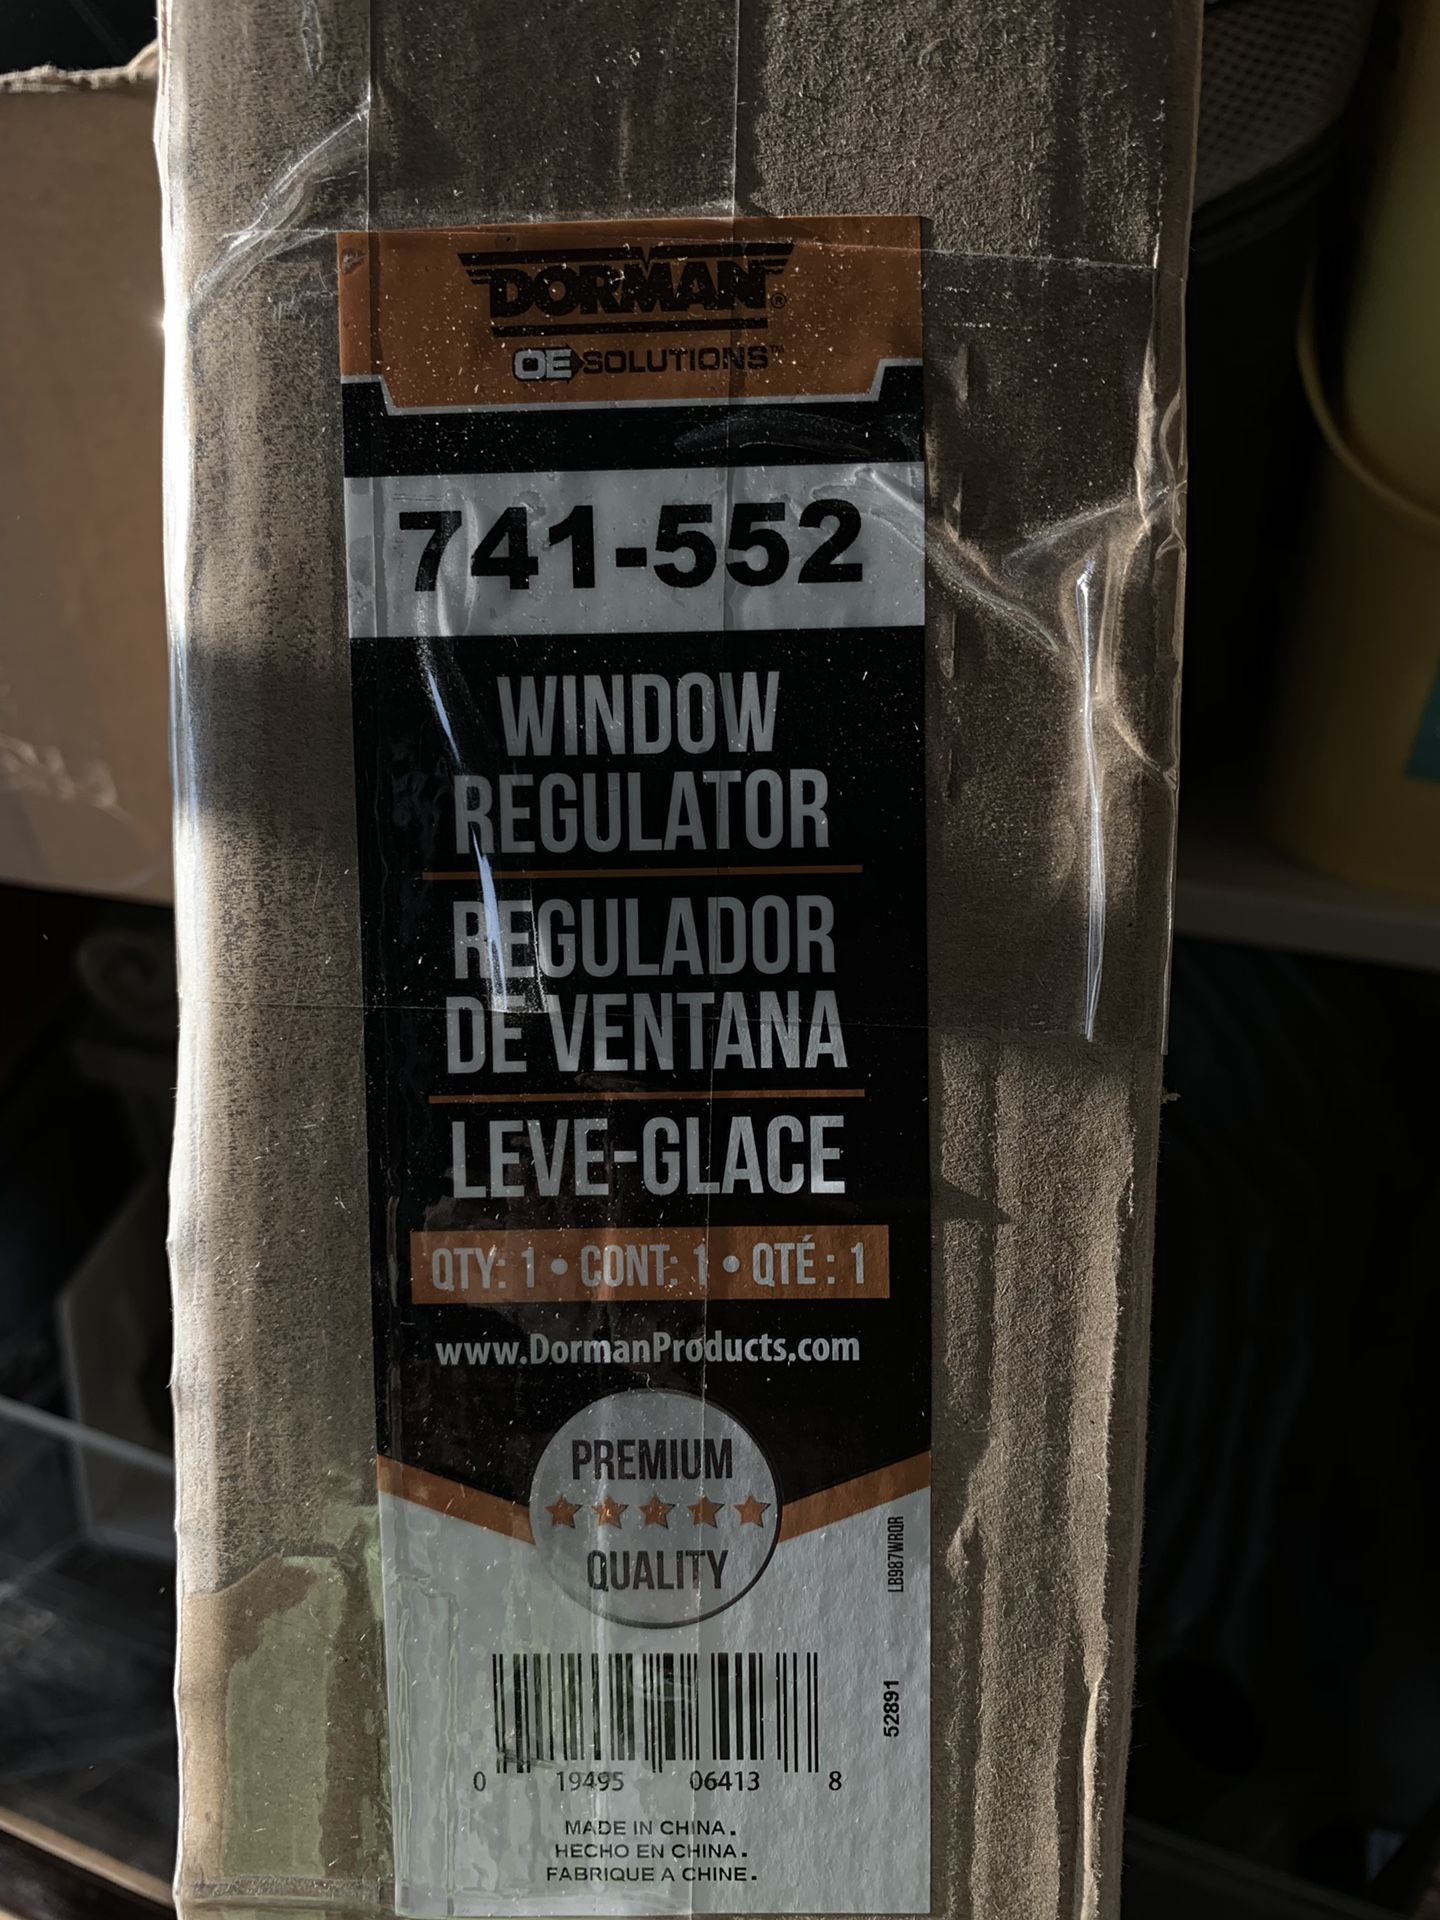 DORMAN®
OE SOLUTIONS™
741-552
WINDOW
REGULATOR
REGULADOR
DE VENTANA
LEVE-GLACE
QTY: 1 • CONT: 1 • QTÉ : 1
www.DormanProducts.com
PREMIUM
QUALITY
LB987WRQR
52891
0 19495 06413 8
MADE IN CHINA.
HECHO EN CHINA.
FABRIQUE A CHINE.